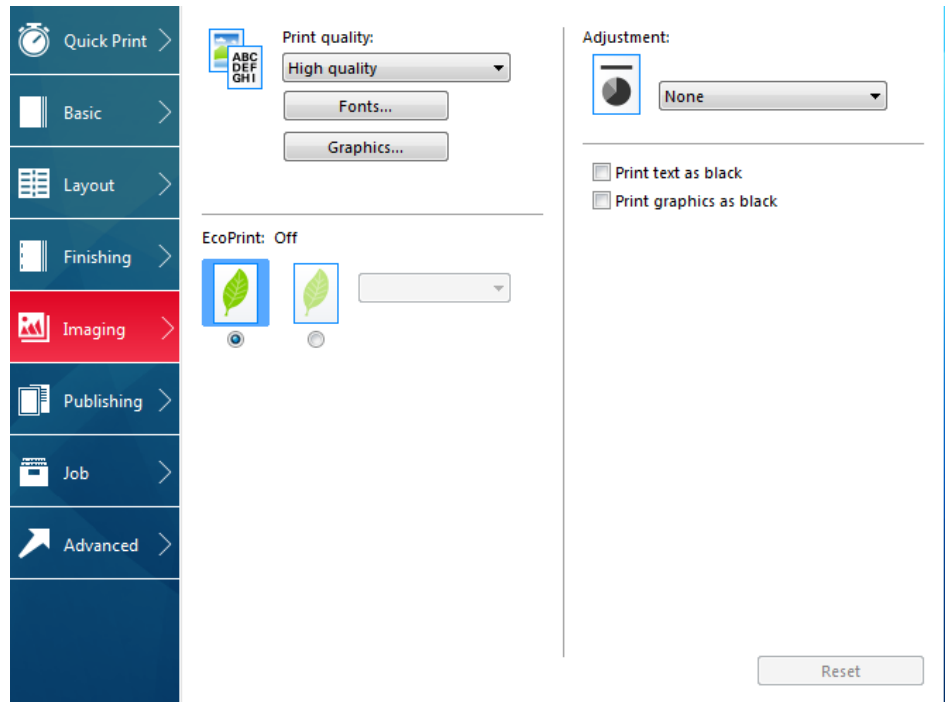 Quick Print
Basic
Layout
Finishing
Imaging
Publishing
Job
Advanced
Print quality:
ABC
DEF
GHI
High quality
Fonts...
Graphics...
EcoPrint: Off
Adjustment:
None
Print text as black
Print graphics as black
Reset